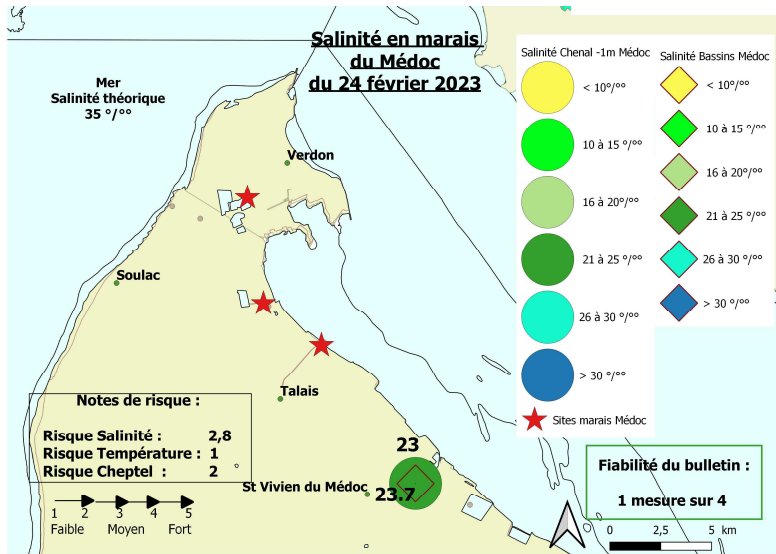 Salinité en marais
du Médoc
du 24 février 2023
Mer
Salinité théorique
35 °/°°
Verdon
Soulac
Talais
St Vivien du Médoc
23
23.7
Salinité Chenal -1m Médoc
< 10°/°°
10 à 15 °/°°
16 à 20°/°°
21 à 25 °/°°
26 à 30 °/°°
> 30 °/°°
Sites marais Médoc
Salinité Bassins Médoc
< 10°/°°
10 à 15 °/°°
16 à 20°/°°
21 à 25 °/°°
26 à 30 °/°°
> 30 °/°°
Notes de risque :
Risque Salinité : 2,8
Risque Température : 1
Risque Cheptel : 2
1 2 3 4 5
Faible Moyen Fort
Fiabilité du bulletin :
1 mesure sur 4
0 2,5 5 km